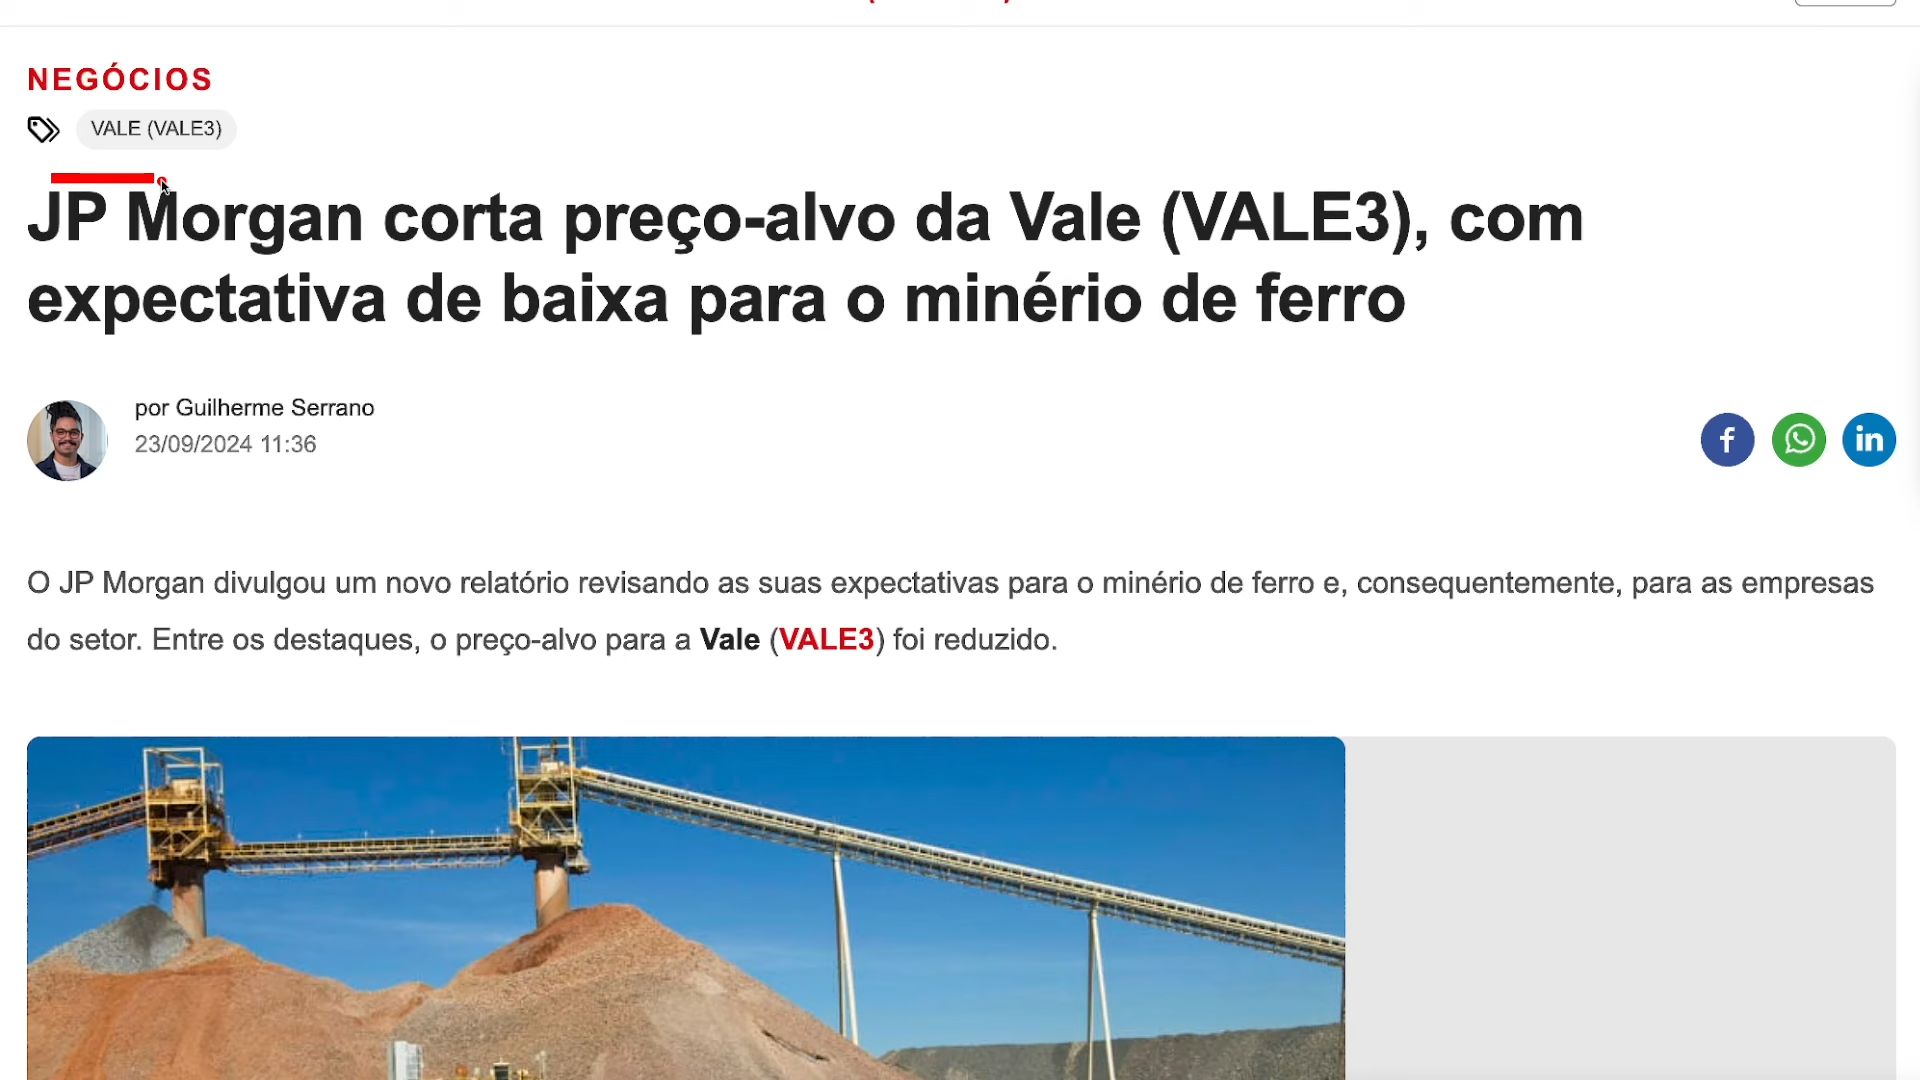 NEGÓCIOS
VALE (VALE3)
JP Morgan corta preço-alvo da Vale (VALE3), com
expectativa de baixa para o minério de ferro
por Guilherme Serrano
23/09/2024 11:36
f in
O JP Morgan divulgou um novo relatório revisando as suas expectativas para o minério de ferro e, consequentemente, para as empresas
do setor. Entre os destaques, o preço-alvo para a Vale (VALE3) foi reduzido.